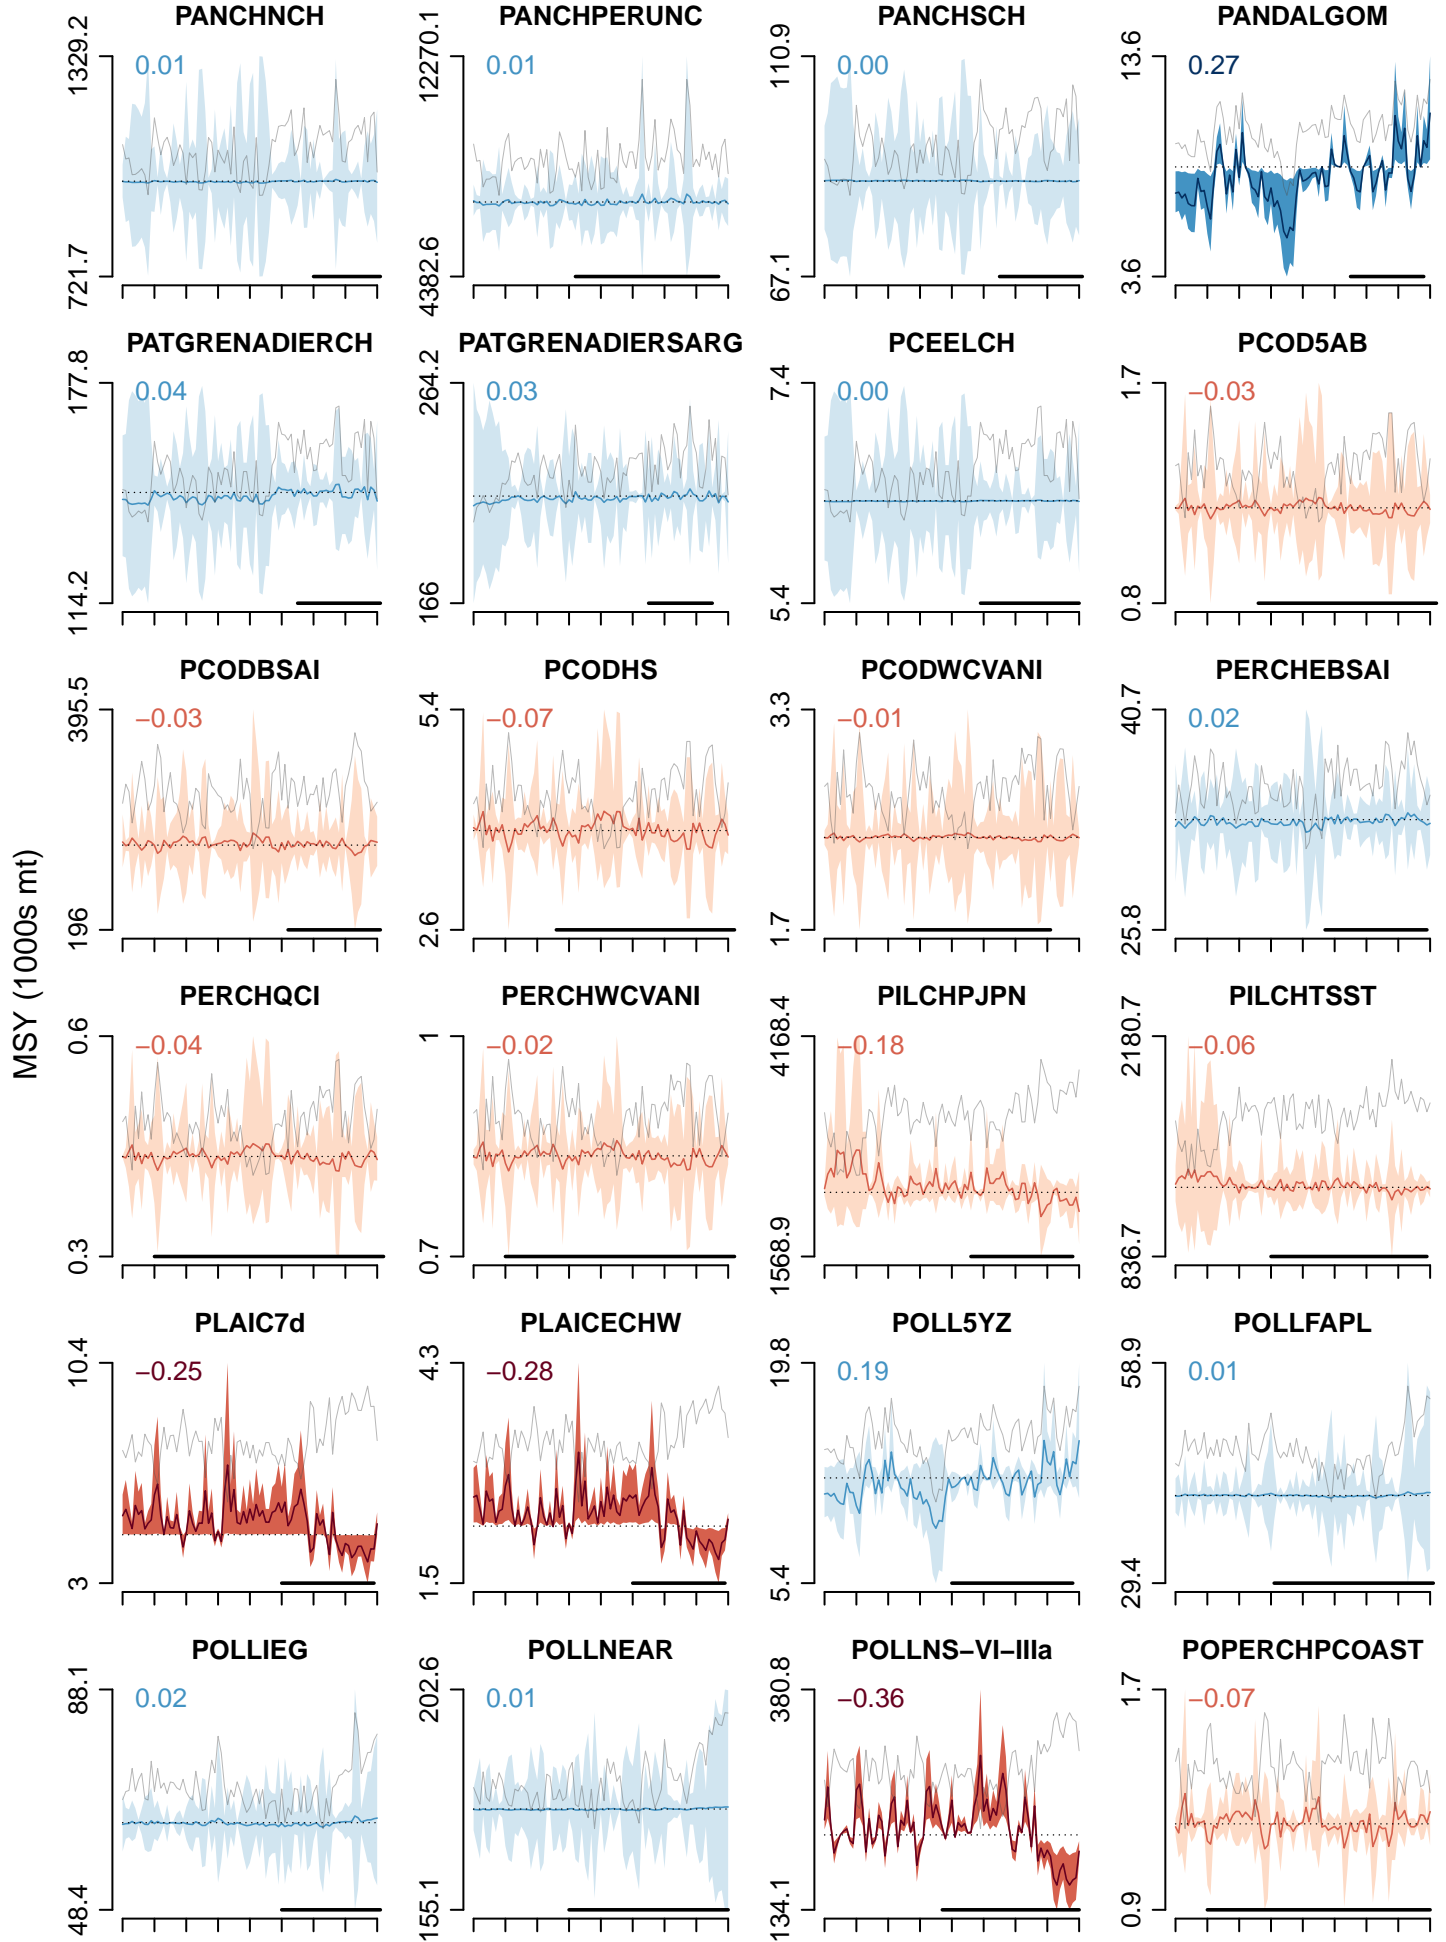 PANCHNCH PANCHPERUNC PANCHSCH PANDALGOM
1329.2 12270.1 110.9 13.6
0.01 0.01 0.00 0.27
721.7 4382.6 67.1 3.6
PATGRENADIERCH PATGRENADIERSARG PCEELCH PCOD5AB
177.8 264.2 7.4 1.7
0.04 0.03 0.00 −0.03
114.2 166 5.4 0.8
PCODBSAI PCODHS PCODWCVANI PERCHEBSAI
395.5 5.4 3.3 40.7
−0.03 −0.07 −0.01 0.02
196 2.6 1.7 25.8
MSY (1000s mt)
PERCHQCI PERCHWCVANI PILCHPJPN PILCHTSST
0.6 1 4168.4 2180.7
−0.04 −0.02 −0.18 −0.06
0.3 0.7 1568.9 836.7
PLAIC7d PLAICECHW POLL5YZ POLLFAPL
10.4 4.3 19.8 58.9
−0.25 −0.28 0.19 0.01
3 1.5 5.4 29.4
POLLIEG POLLNEAR POLLNS−VI−IIIa POPERCHPCOAST
88.1 202.6 380.8 1.7
0.02 0.01 −0.36 −0.07
48.4 155.1 134.1 0.9